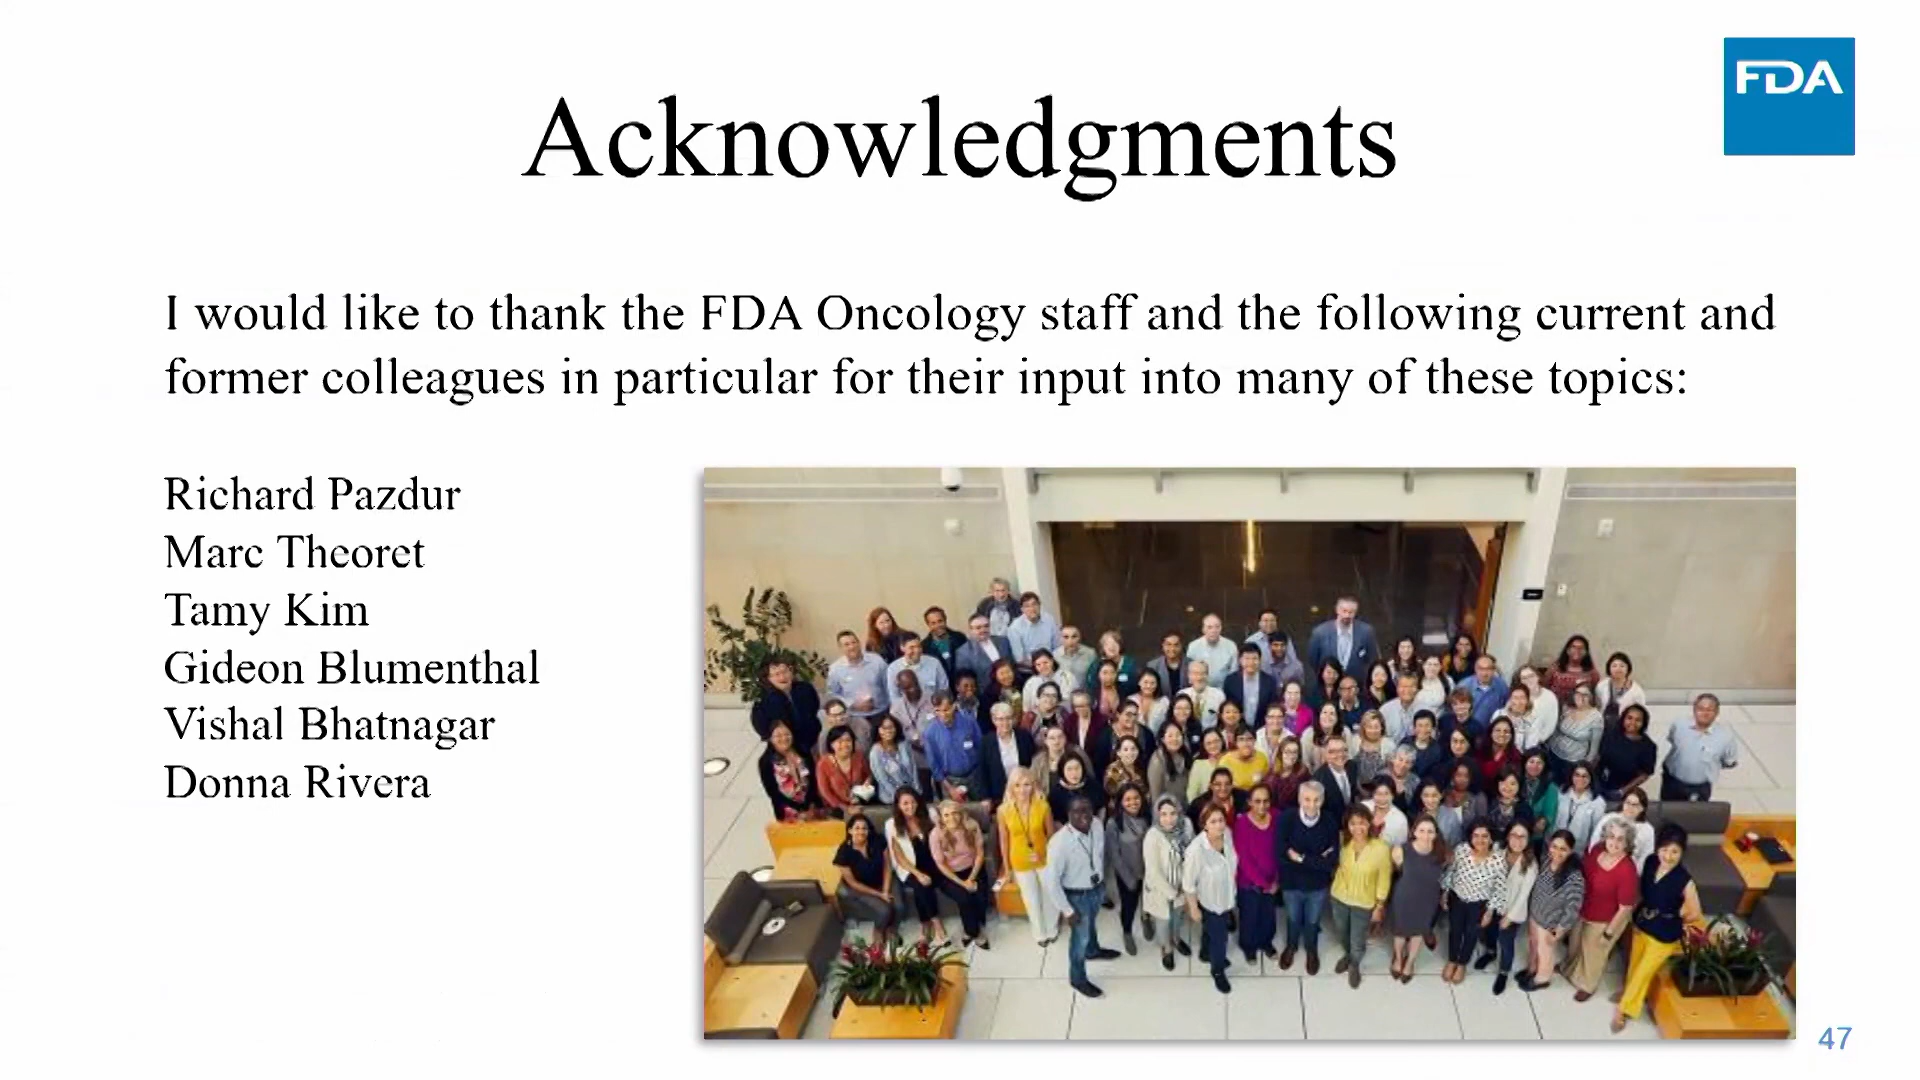 FDA
Acknowledgments
I would like to thank the FDA Oncology staff and the following current and
former colleagues in particular for their input into many of these topics:
Richard Pazdur
Marc Theoret
Tamy Kim
Gideon Blumenthal
Vishal Bhatnagar
Donna Rivera
47